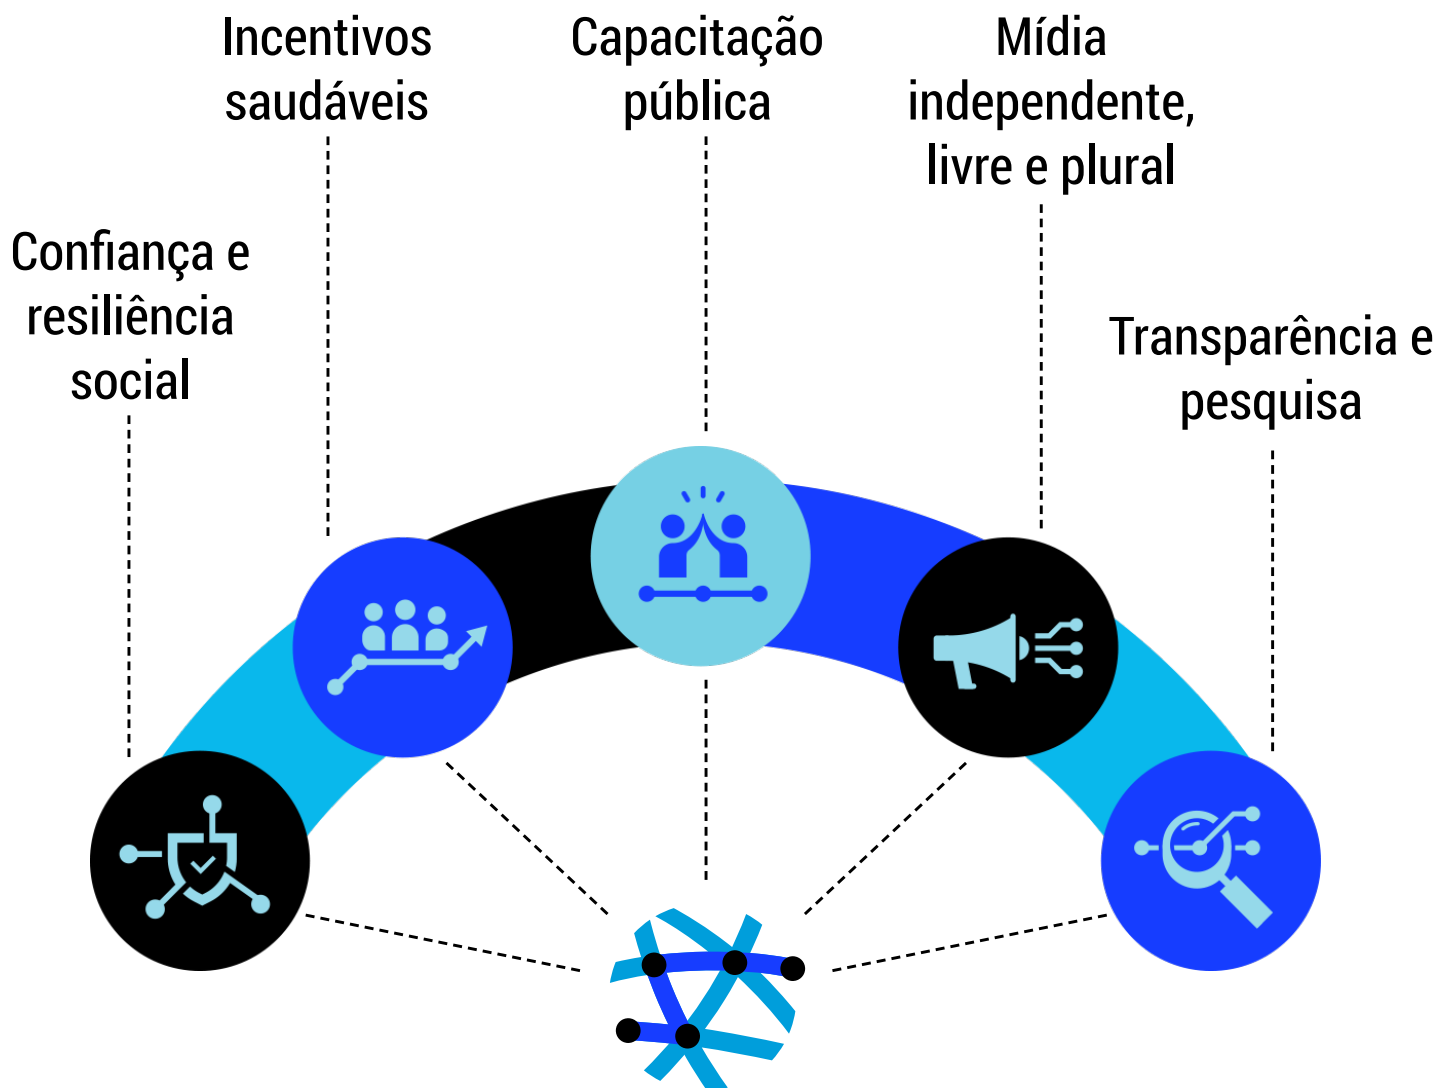 Incentivos
saudáveis
Capacitação
pública
Mídia
independente,
livre e plural
Confiança e
resiliência
social
Transparência e
pesquisa